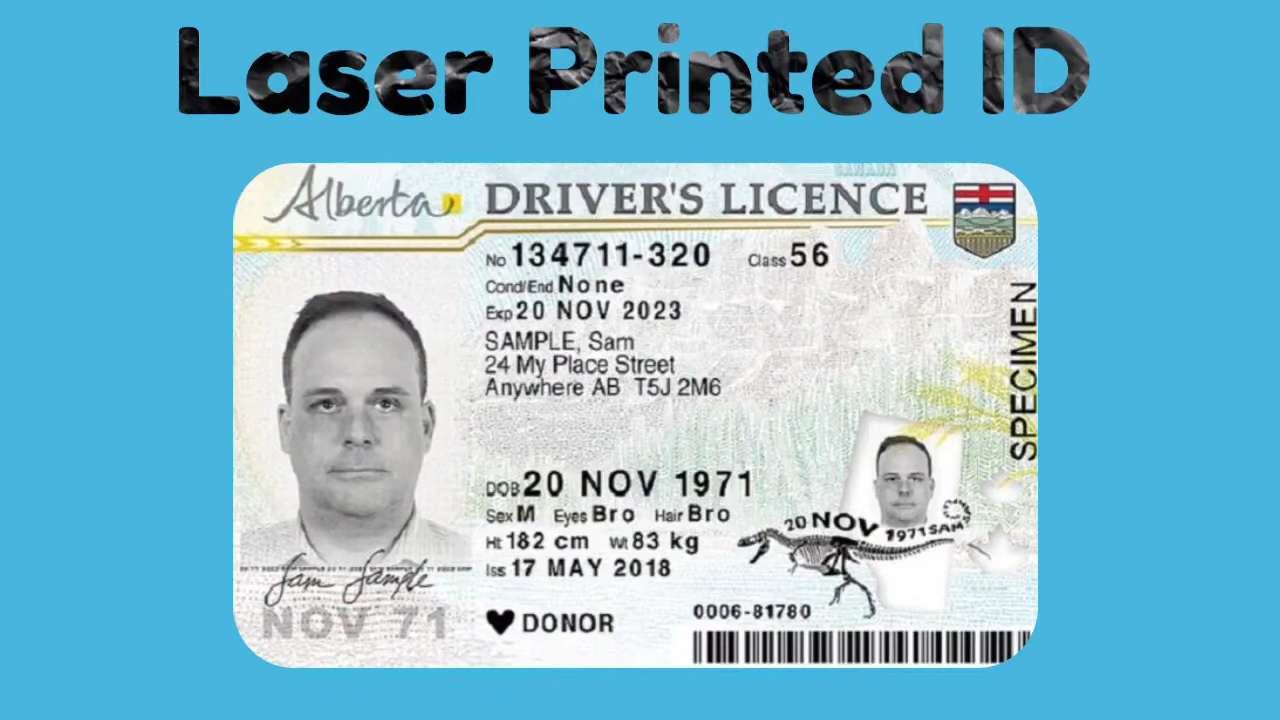 Laser Printed ID
CANADA
Alberta DRIVER'S LICENCE
No 134711-320 Class 56
Cond/End None
Exp 20 NOV 2023
SAMPLE, Sam
24 My Place Street
Anywhere AB T5J 2M6
SPECIMEN
DOB 20 NOV 1971
Sex M Eyes Bro Hair Bro
Ht 182 cm Wt 83 kg
Iss 17 MAY 2018
20 NOV 1971 SAM
Sam Sample
NOV 71
DONOR
0006-81780